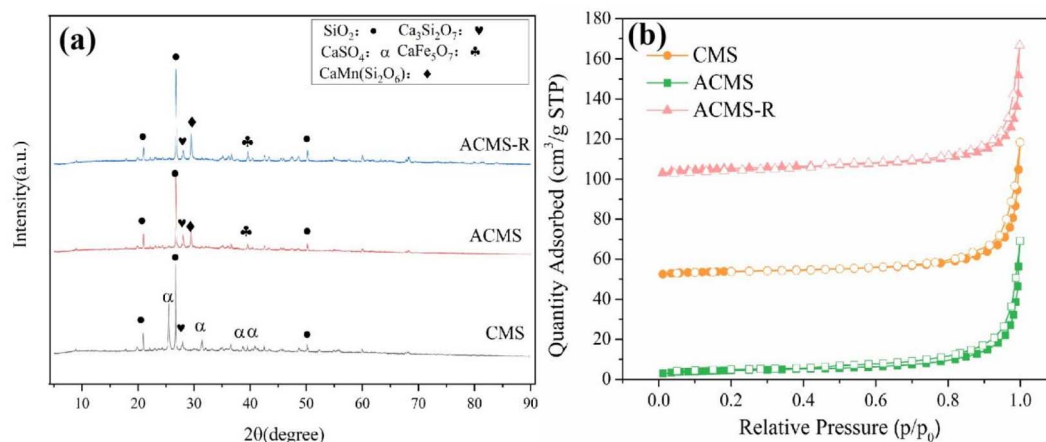 (a)
SiO₂： ● Ca₃Si₂O₇： ♥
CaSO₄： α CaFe₅O₇： ♣
CaMn(Si₂O₆)： ♦
ACMS-R
ACMS
α
CMS
α
α α
Intensity(a.u.)
10 20 30 40 50 60 70 80 90
2θ(degree)
(b)
CMS
ACMS
ACMS-R
Quantity Adsorbed (cm³/g STP)
180
160
140
120
100
80
60
40
20
0
0.0 0.2 0.4 0.6 0.8 1.0
Relative Pressure (p/p₀)